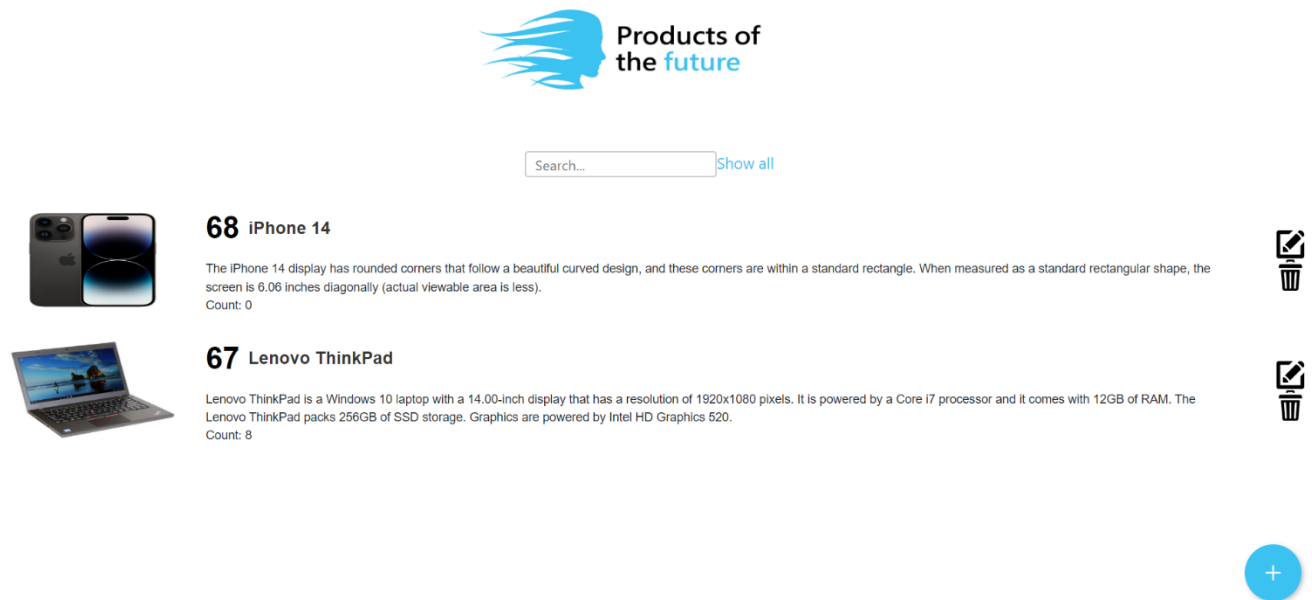 Products of
the future
Search...
Show all
68 iPhone 14
The iPhone 14 display has rounded corners that follow a beautiful curved design, and these corners are within a standard rectangle. When measured as a standard rectangular shape, the
screen is 6.06 inches diagonally (actual viewable area is less).
Count: 0
67 Lenovo ThinkPad
Lenovo ThinkPad is a Windows 10 laptop with a 14.00-inch display that has a resolution of 1920x1080 pixels. It is powered by a Core i7 processor and it comes with 12GB of RAM. The
Lenovo ThinkPad packs 256GB of SSD storage. Graphics are powered by Intel HD Graphics 520.
Count: 8
+